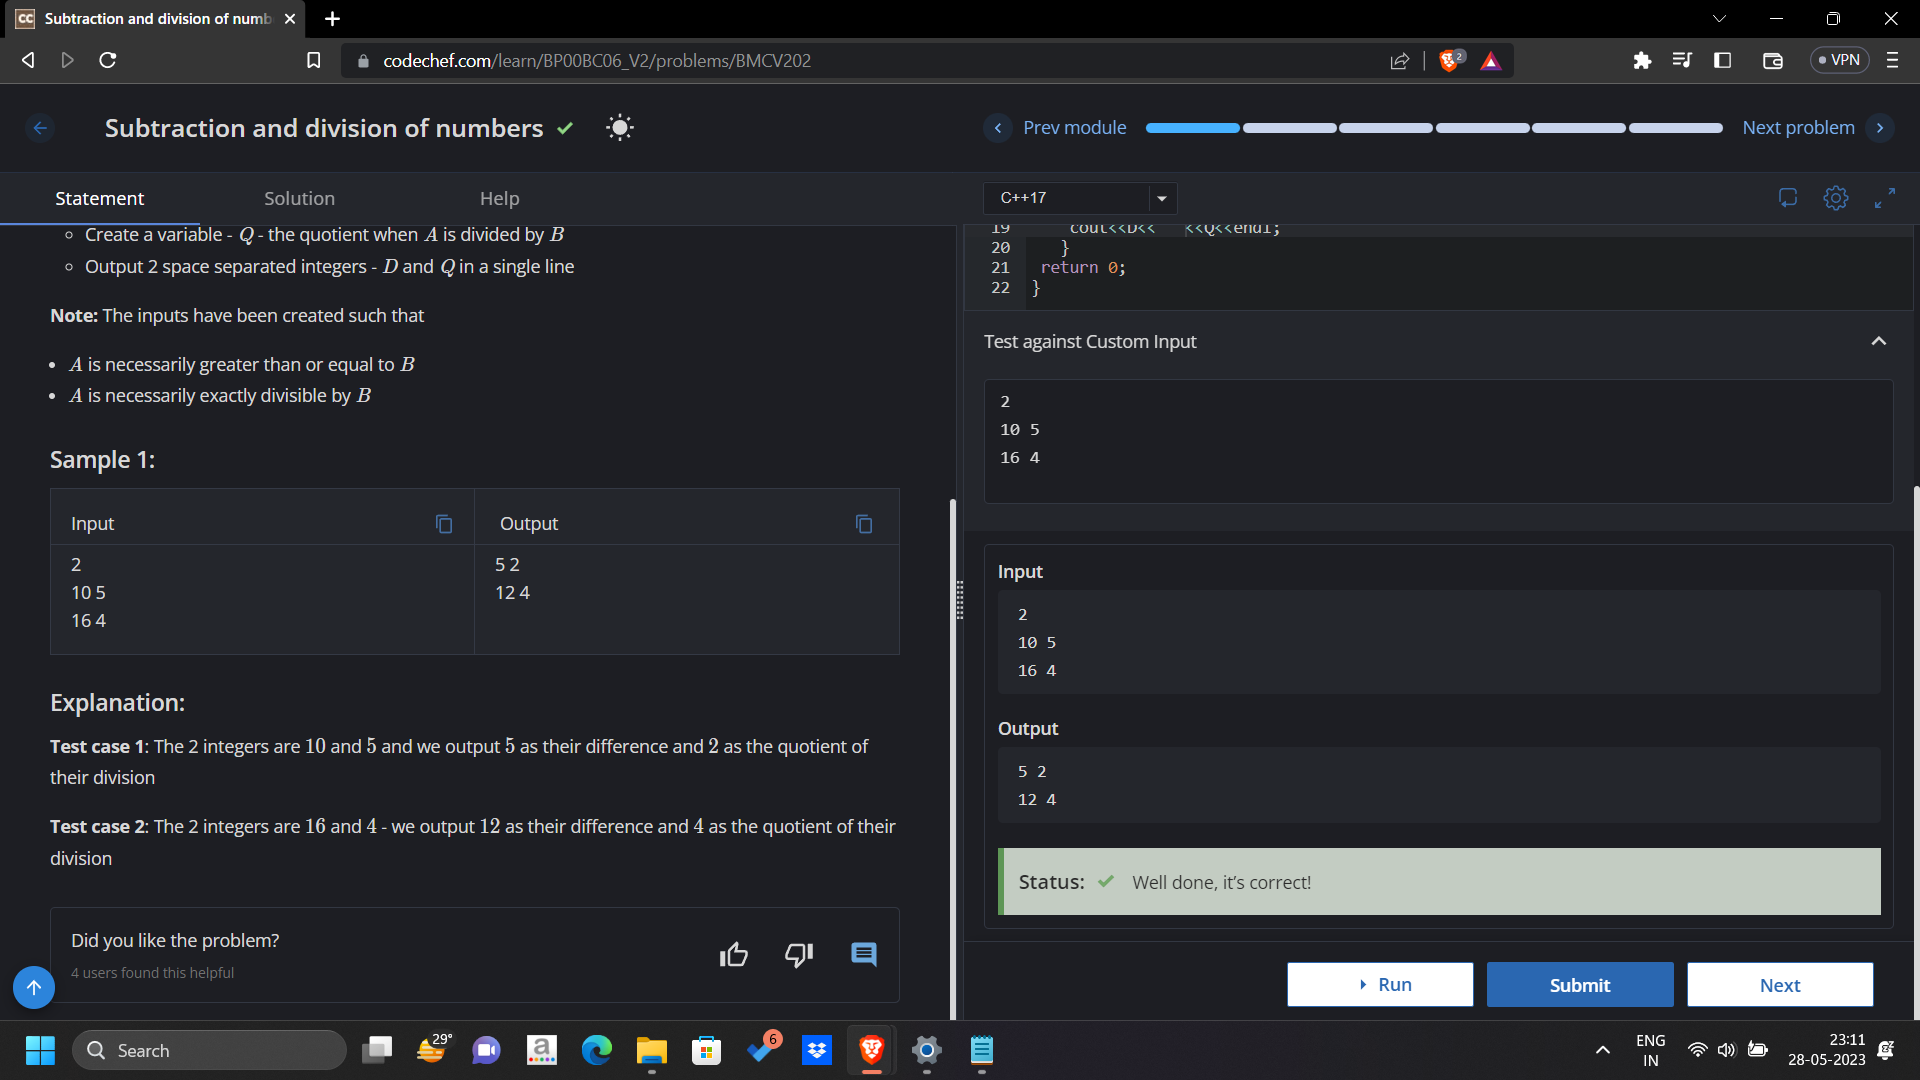 Subtraction and division of numb
codechef.com/learn/BP00BC06_V2/problems/BMCV202
2
VPN
Subtraction and division of numbers
Prev module
Next problem
Statement
Solution
Help
C++17
Create a variable - Q - the quotient when A is divided by B
Output 2 space separated integers - D and Q in a single line
Note: The inputs have been created such that
A is necessarily greater than or equal to B
A is necessarily exactly divisible by B
Sample 1:
Input
Output
2
10 5
16 4
5 2
12 4
Explanation:
Test case 1: The 2 integers are 10 and 5 and we output 5 as their difference and 2 as the quotient of
their division
Test case 2: The 2 integers are 16 and 4 - we output 12 as their difference and 4 as the quotient of their
division
Did you like the problem?
4 users found this helpful
19 cout<<D<< <<Q<<endl;
20 }
21 return 0;
22 }
Test against Custom Input
2
10 5
16 4
Input
2
10 5
16 4
Output
5 2
12 4
Status: Well done, it's correct!
Run
Submit
Next
Search
29°
a
6
ENG
IN
23:11
28-05-2023